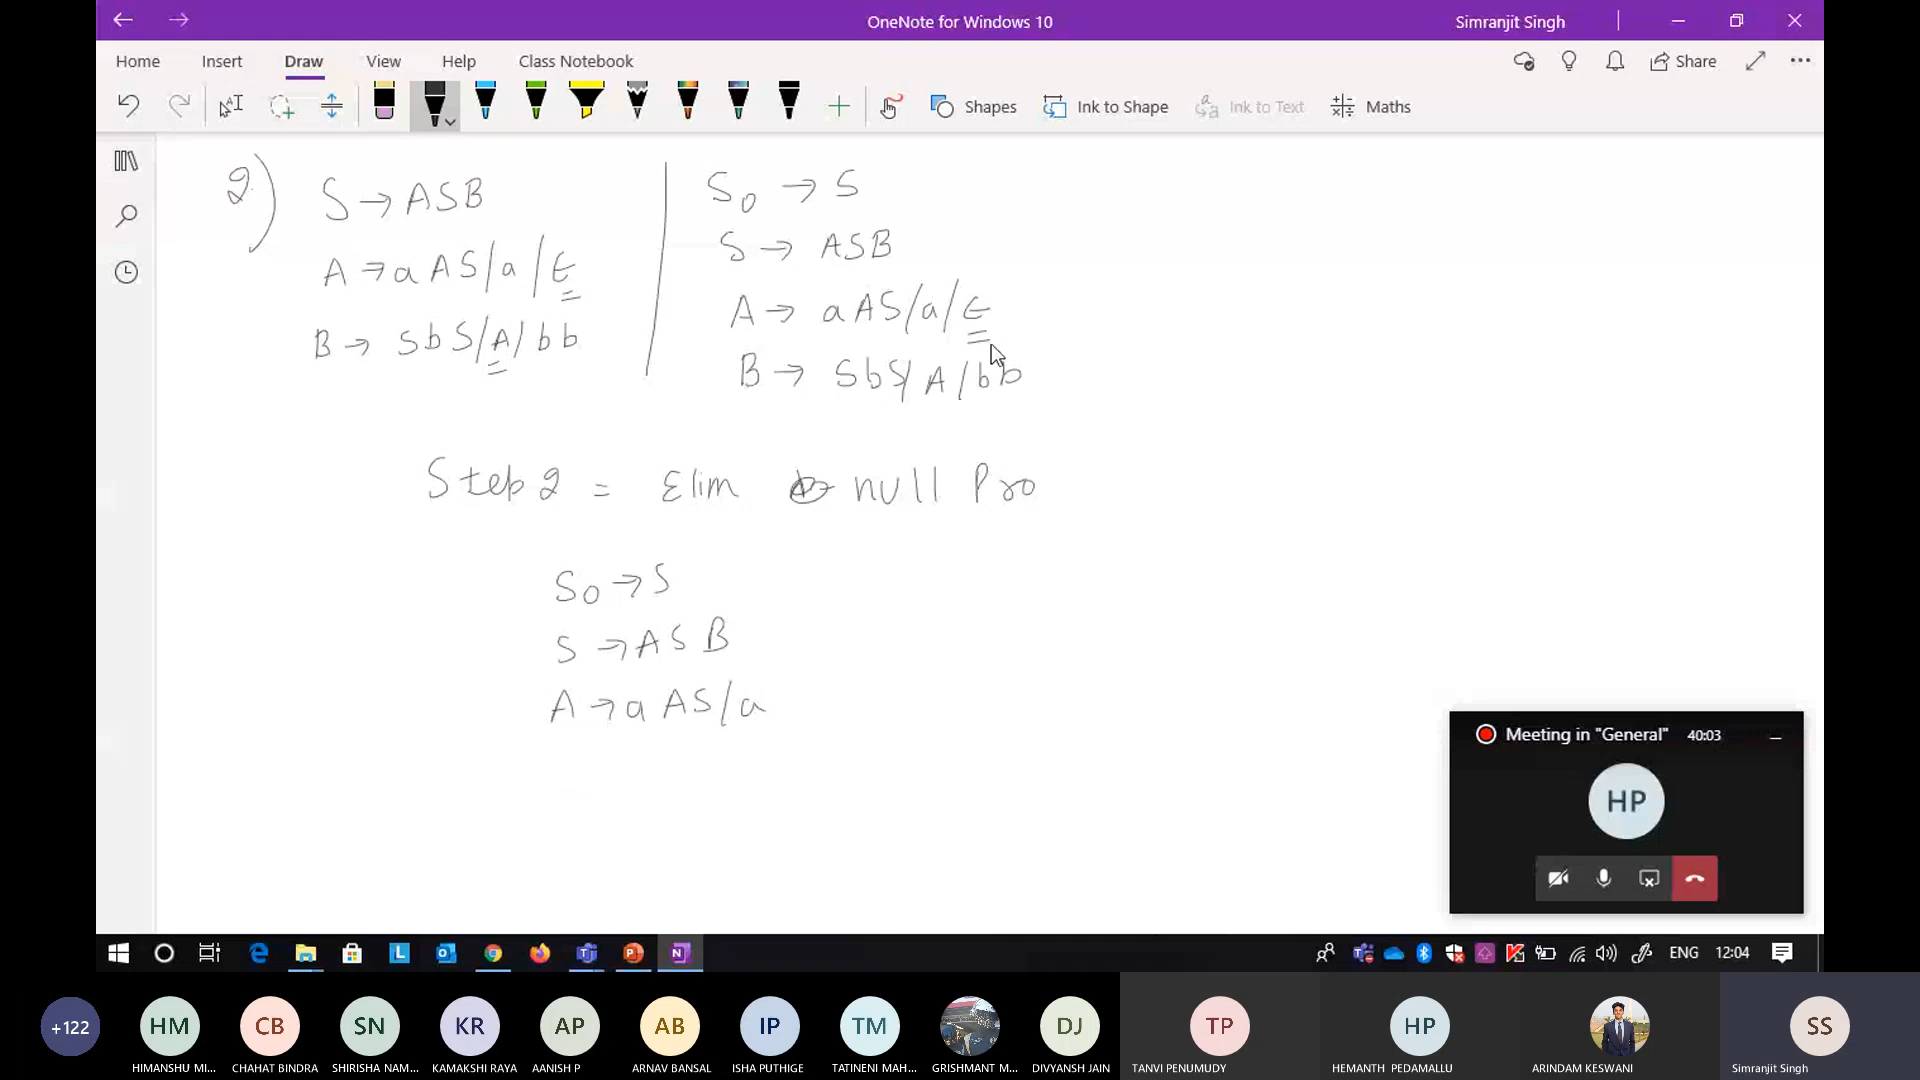 OneNote for Windows 10
Simranjit Singh
Home Insert Draw View Help Class Notebook
Share
Shapes Ink to Shape Ink to Text Maths
2)
S → ASB
A → aAS/a/E
B → SbS/A/bb
S0 → S
S → ASB
A → aAS/a/E
B → SbS/A/bb
Steb 2 = Elim null Pro
S0 → S
S → ASB
A → aAS/a
Meeting in "General" 40:03
HP
ENG 12:04
+122
HM
HIMANSHU MI...
CB
CHAHAT BINDRA
SN
SHIRISHA NAM...
KR
KAMAKSHI RAYA
AP
AANISH P
AB
ARNAV BANSAL
IP
ISHA PUTHIGE
TM
TATINENI MAH...
GRISHMANT M...
DJ
DIVYANSH JAIN
TP
TANVI PENUMUDY
HP
HEMANTH PEDAMALLU
ARINDAM KESWANI
SS
Simranjit Singh